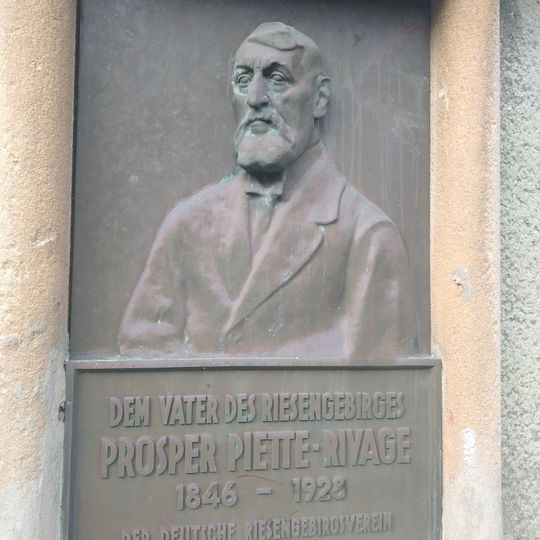 DEM VATER DES RIESENGEBIRGES
PROSPER PIETTE-RIVAGE
1846 - 1928
DER DEUTSCHE RIESENGEBIRGSVEREIN